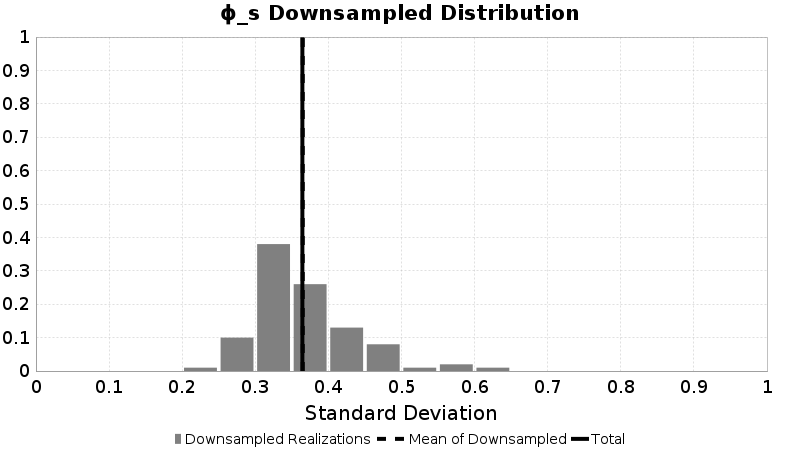 ϕ_s Downsampled Distribution
1
0.9
0.8
0.7
0.6
0.5
0.4
0.3
0.2
0.1
0
0 0.1 0.2 0.3 0.4 0.5 0.6 0.7 0.8 0.9 1
Standard Deviation
Downsampled Realizations Mean of Downsampled Total